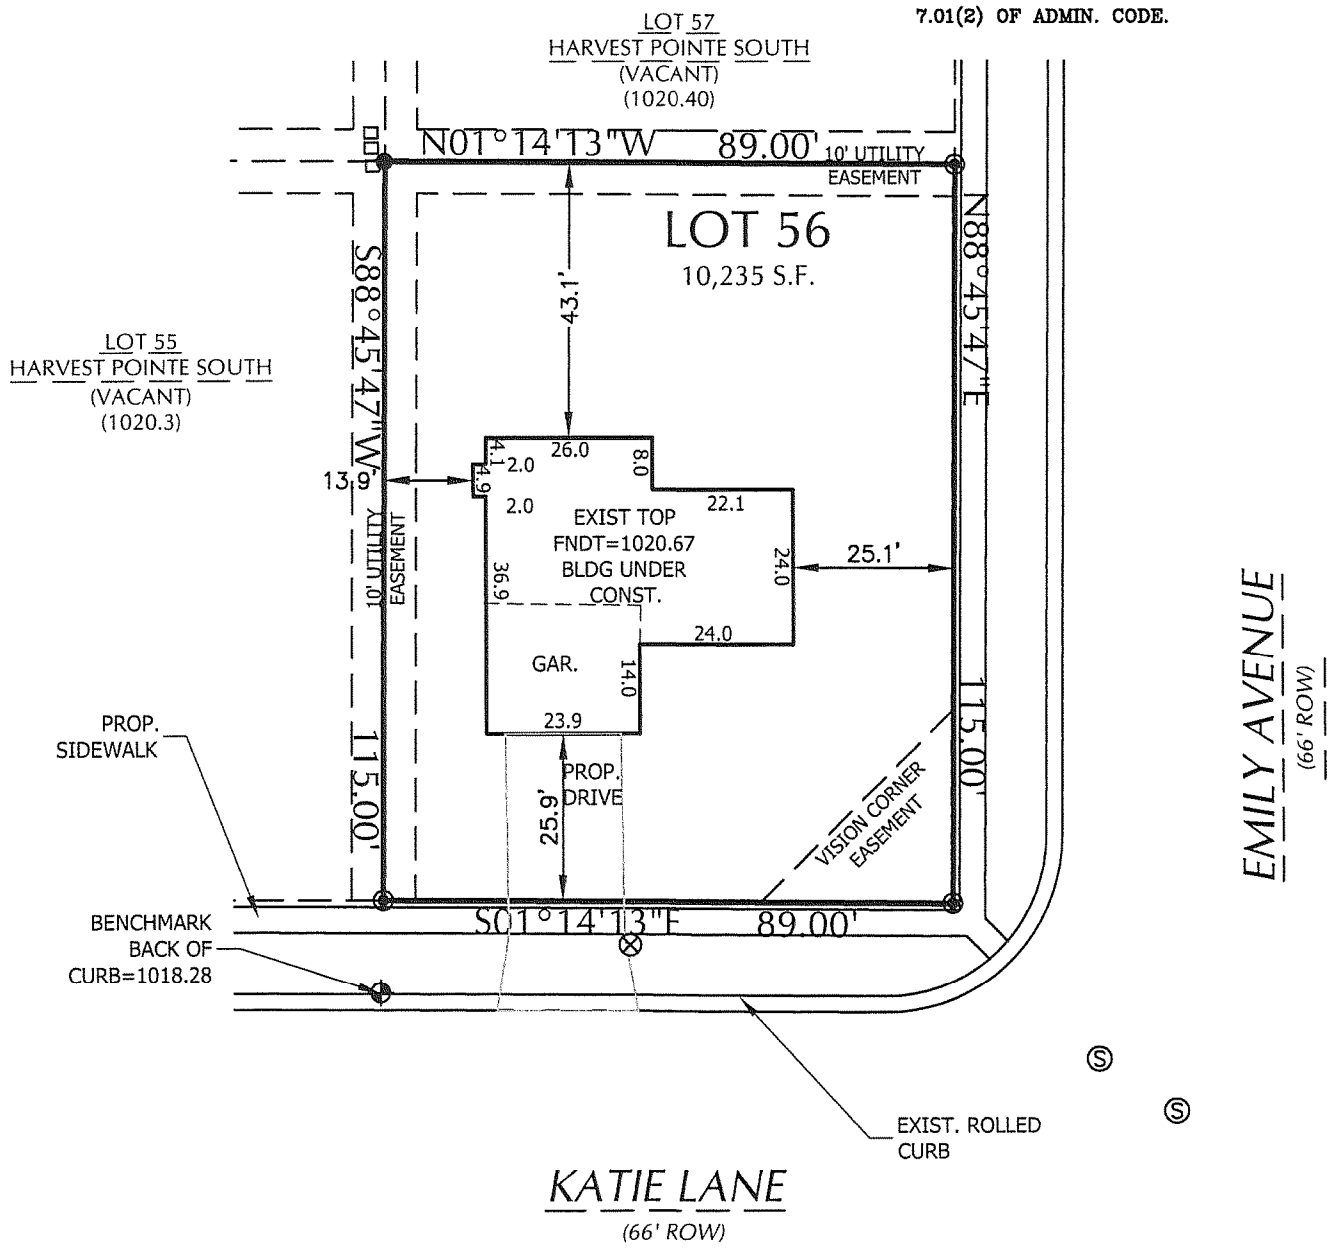 7.01(2) OF ADMIN. CODE.
LOT 57
HARVEST POINTE SOUTH
(VACANT)
(1020.40)
N01°14'13"W 89.00'
10' UTILITY
EASEMENT
LOT 56
10,235 S.F.
N88°45'47"E
115.00'
S88°45'47"W
115.00'
LOT 55
HARVEST POINTE SOUTH
(VACANT)
(1020.3)
43.1'
13.9'
10' UTILITY
EASEMENT
4.1
26.0
8.0
2.0
4.9
2.0
22.1
EXIST TOP
FNDT=1020.67
BLDG UNDER
CONST.
36.9
24.0
25.1'
24.0
GAR.
14.0
23.9
PROP.
DRIVE
25.9'
VISION CORNER
EASEMENT
PROP.
SIDEWALK
BENCHMARK
BACK OF
CURB=1018.28
S01°14'13"E 89.00'
EMILY AVENUE
(66' ROW)
S
S
EXIST. ROLLED
CURB
KATIE LANE
(66' ROW)